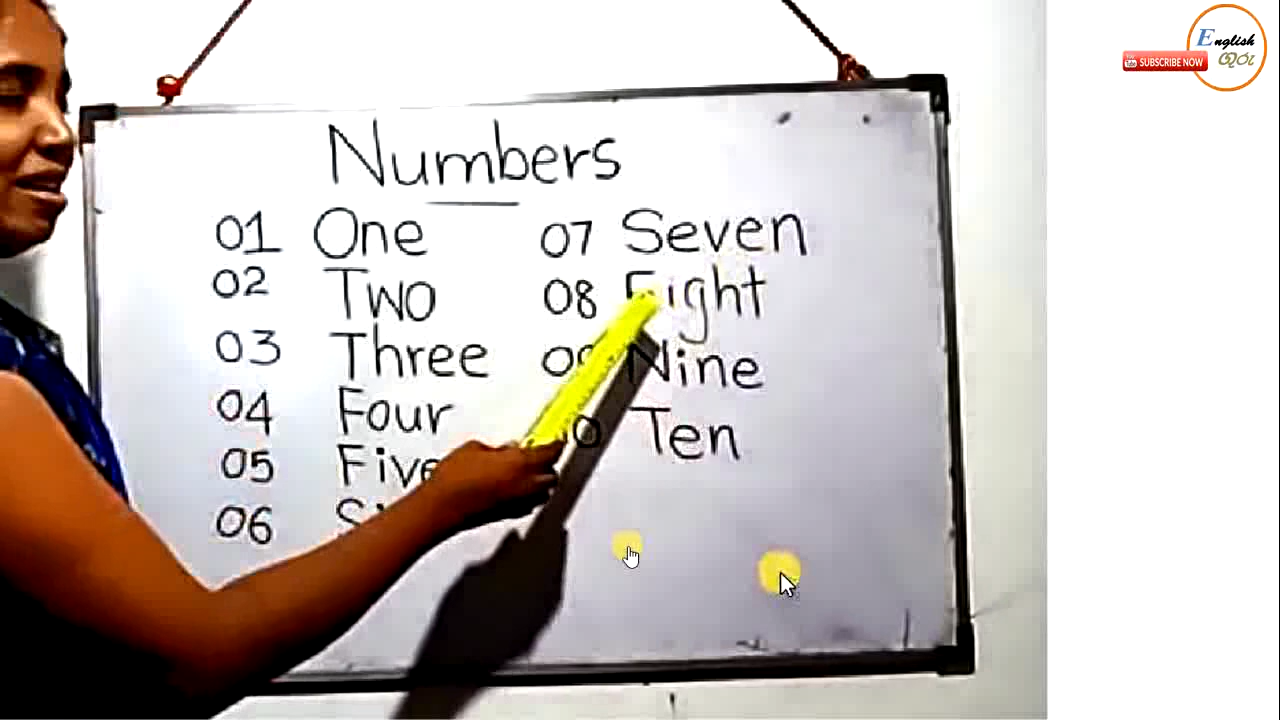 Numbers
01 One
02 Two
03 Three
04 Four
05 Five
06
07 Seven
08 Eight
09 Nine
Ten
SUBSCRIBE NOW
English
ගුරු